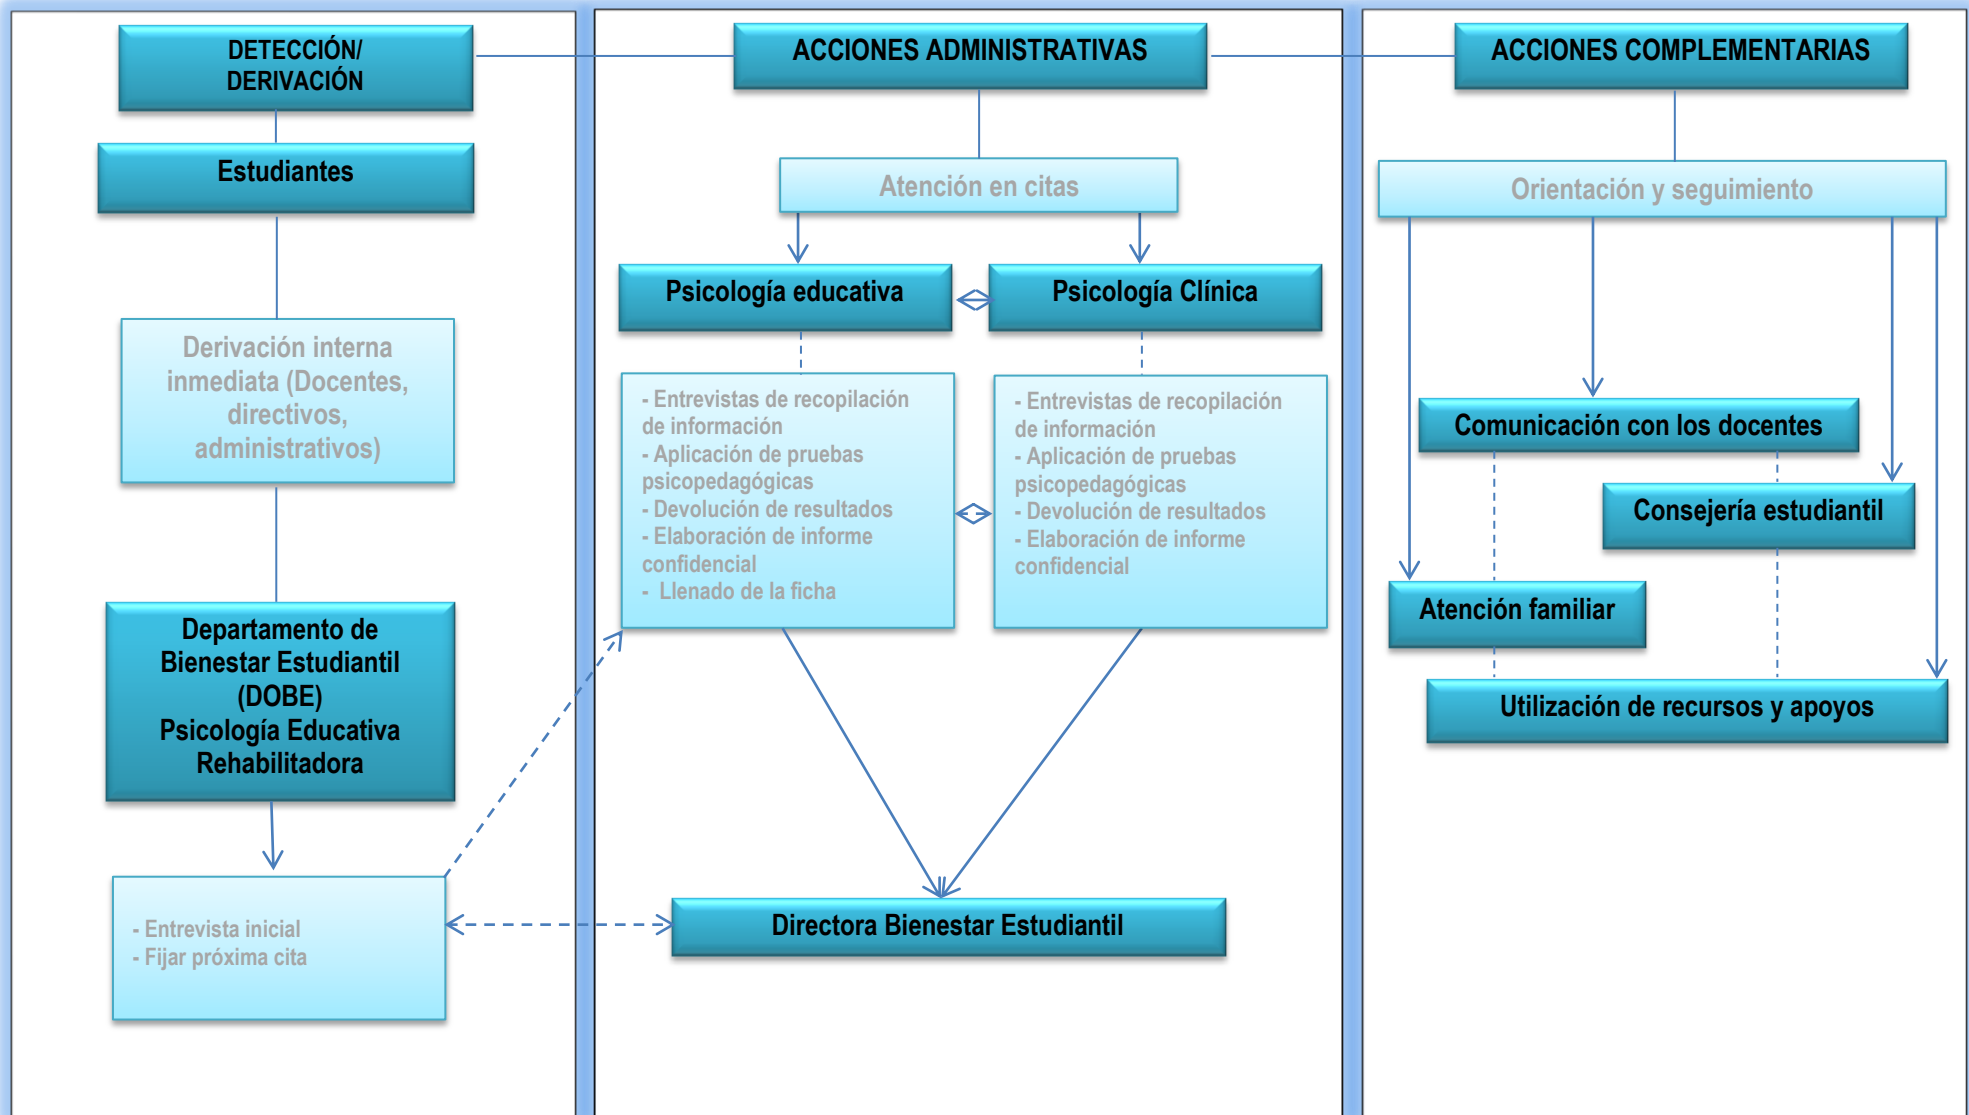 DETECCIÓN/
DERIVACIÓN
Estudiantes
Derivación interna
inmediata (Docentes,
directivos,
administrativos)
Departamento de
Bienestar Estudiantil
(DOBE)
Psicología Educativa
Rehabilitadora
- Entrevista inicial
- Fijar próxima cita
ACCIONES ADMINISTRATIVAS
Atención en citas
Psicología educativa
Psicología Clínica
- Entrevistas de recopilación
de información
- Aplicación de pruebas
psicopedagógicas
- Devolución de resultados
- Elaboración de informe
confidencial
- Llenado de la ficha
- Entrevistas de recopilación
de información
- Aplicación de pruebas
psicopedagógicas
- Devolución de resultados
- Elaboración de informe
confidencial
Directora Bienestar Estudiantil
ACCIONES COMPLEMENTARIAS
Orientación y seguimiento
Comunicación con los docentes
Consejería estudiantil
Atención familiar
Utilización de recursos y apoyos